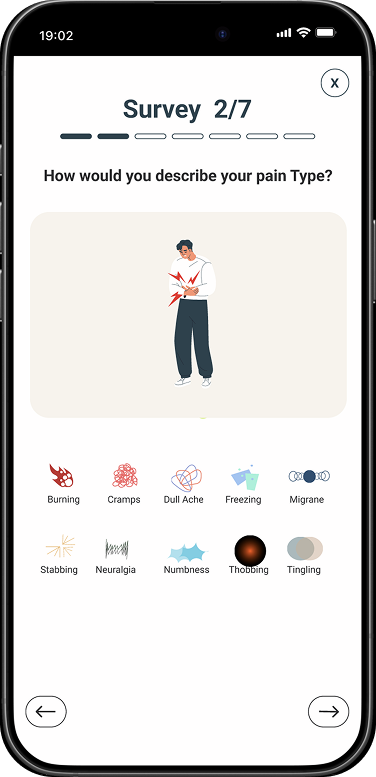 19:02
X
Survey 2/7
How would you describe your pain Type?
Burning Cramps Dull Ache Freezing Migrane
Stabbing Neuralgia Numbness Thobbing Tingling